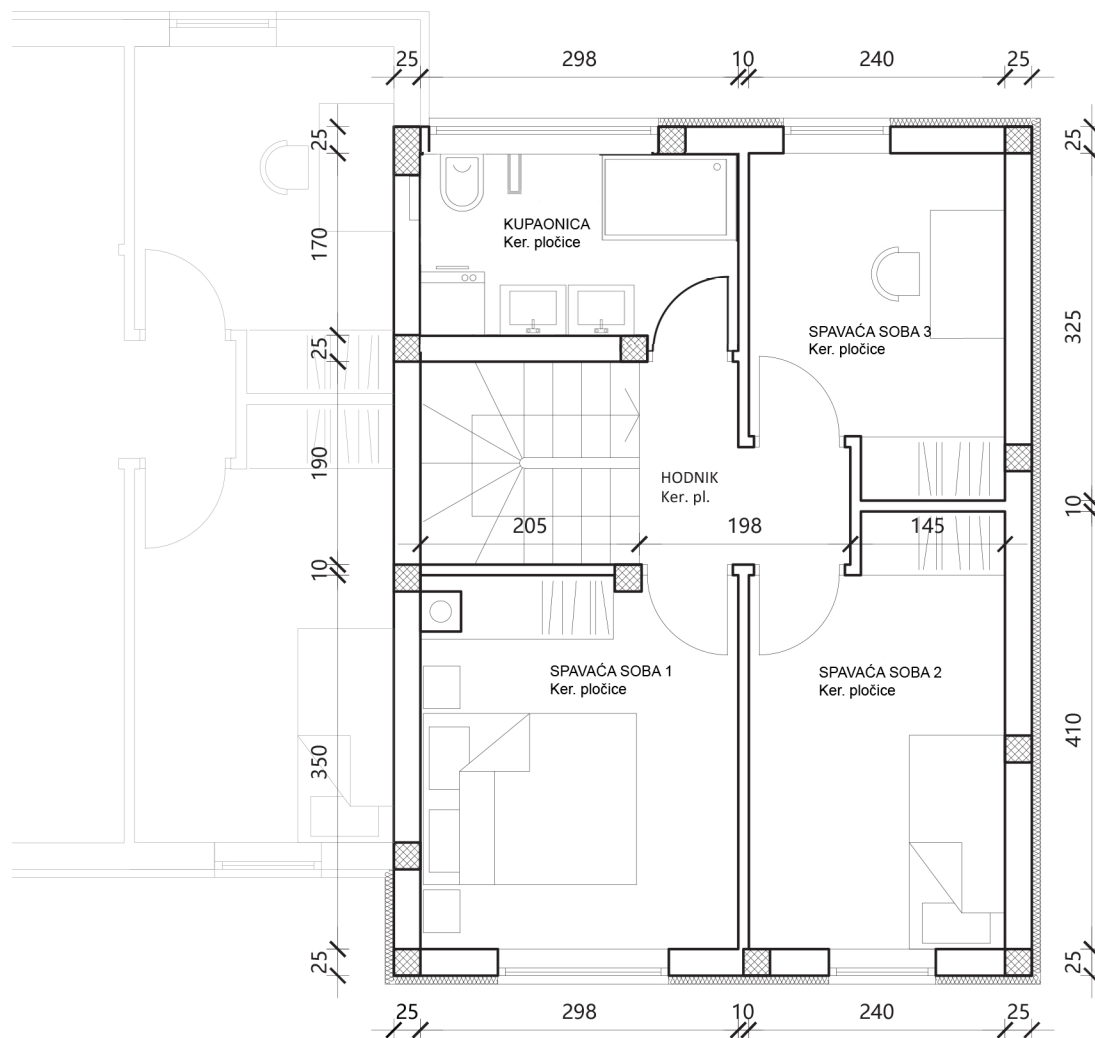 25 298 10 240 25
25
170
25
190
10
350
25
25
325
10
410
25
KUPAONICA
Ker. pločice
SPAVAĆA SOBA 3
Ker. pločice
HODNIK
Ker. pl.
205 198 145
SPAVAĆA SOBA 1
Ker. pločice
SPAVAĆA SOBA 2
Ker. pločice
25 298 10 240 25